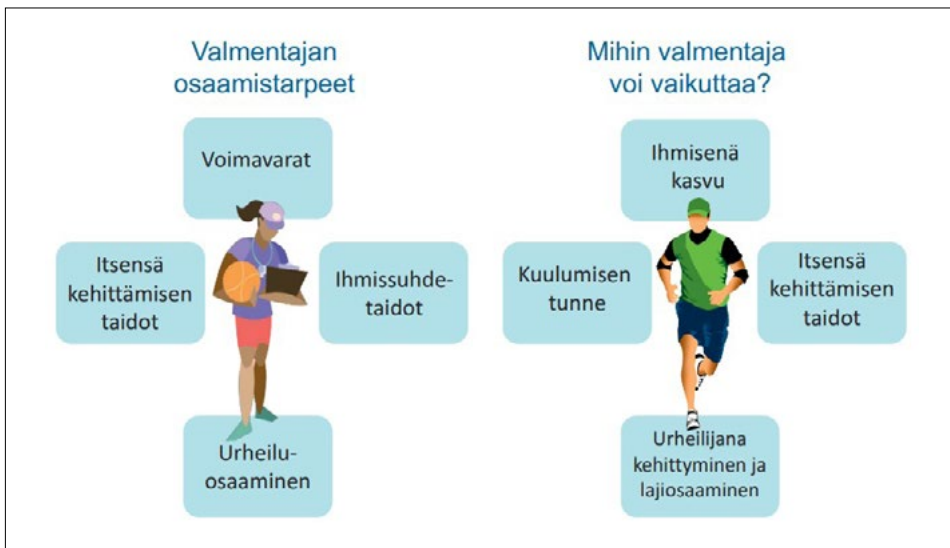 Valmentajan
osaamistarpeet
Voimavarat
Itsensä
kehittämisen
taidot
Ihmissuhde-
taidot
Urheilu-
osaaminen
Mihin valmentaja
voi vaikuttaa?
Ihmisenä
kasvu
Kuulumisen
tunne
Itsensä
kehittämisen
taidot
Urheilijana
kehittyminen ja
lajiosaaminen